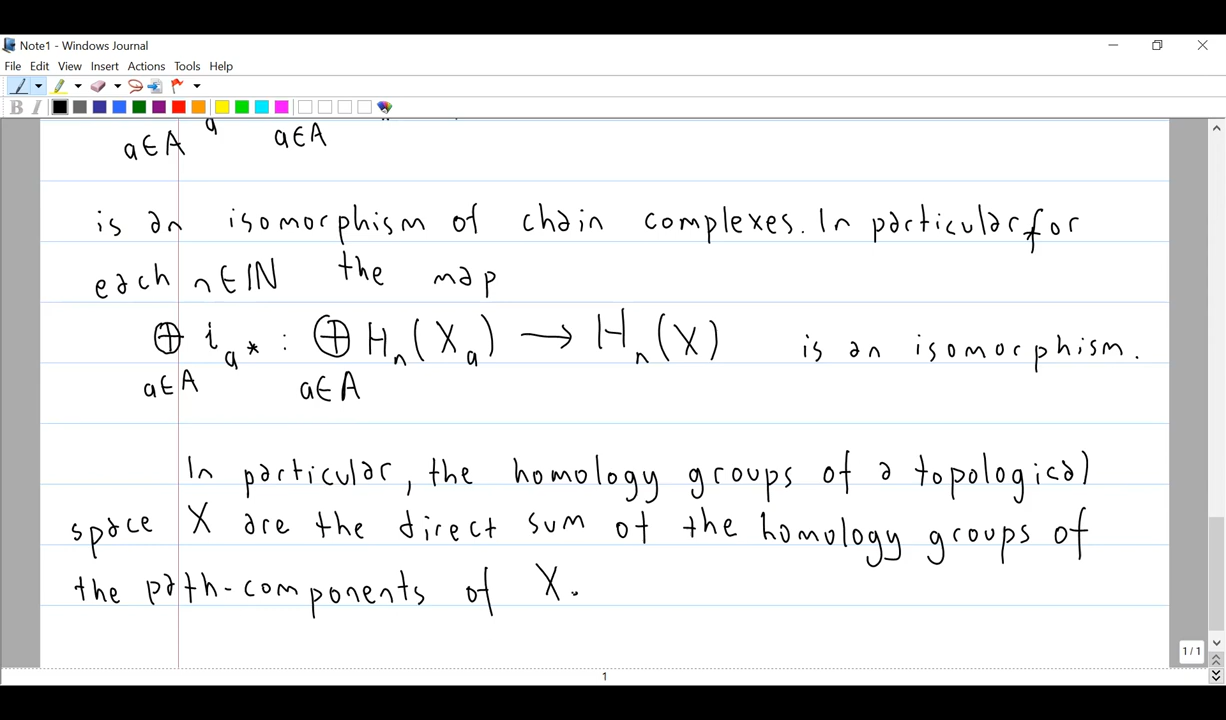 Note1 - Windows Journal
File Edit View Insert Actions Tools Help
B I
a∈A a a∈A
is an isomorphism of chain complexes. In particular for
each n∈ℕ the map
⊕ i_a* : ⊕ H_n(X_a) → H_n(X) is an isomorphism.
a∈A a∈A
In particular, the homology groups of a topological
space X are the direct sum of the homology groups of
the path-components of X.
1/1
1